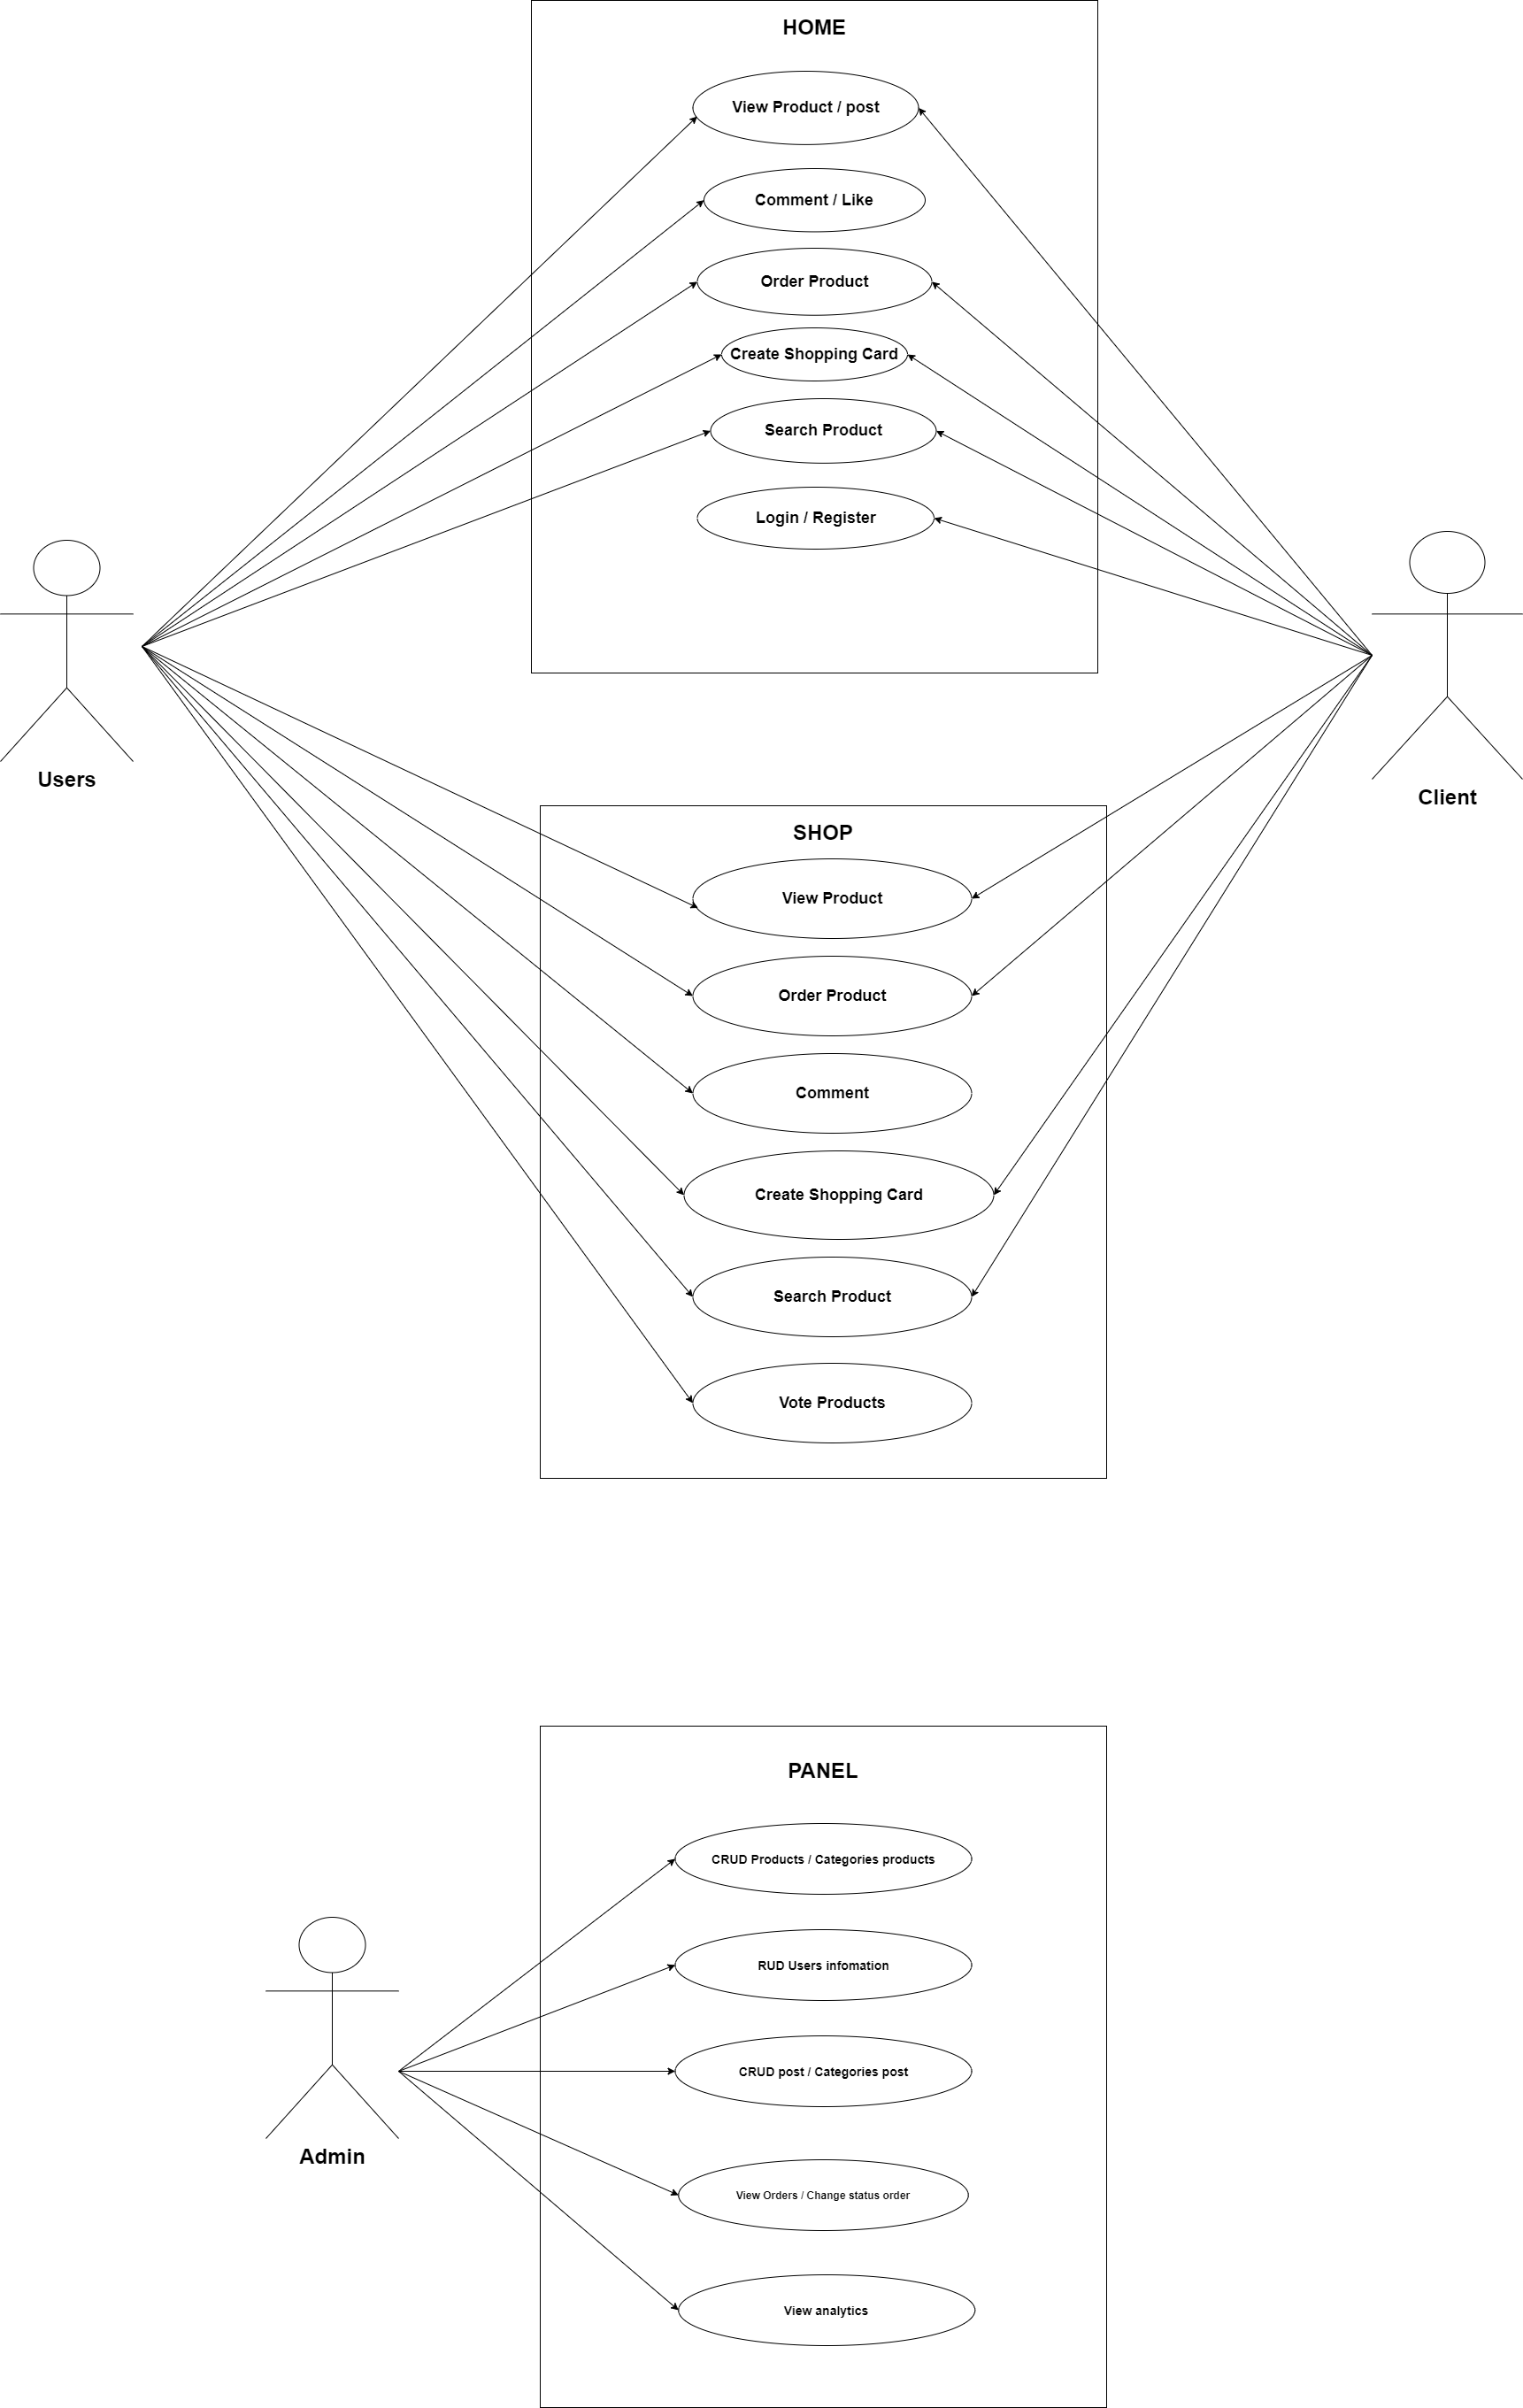 HOME
View Product / post
Comment / Like
Order Product
Create Shopping Card
Search Product
Login / Register
Users
Client
SHOP
View Product
Order Product
Comment
Create Shopping Card
Search Product
Vote Products
PANEL
CRUD Products / Categories products
RUD Users infomation
CRUD post / Categories post
Admin
View Orders / Change status order
View analytics